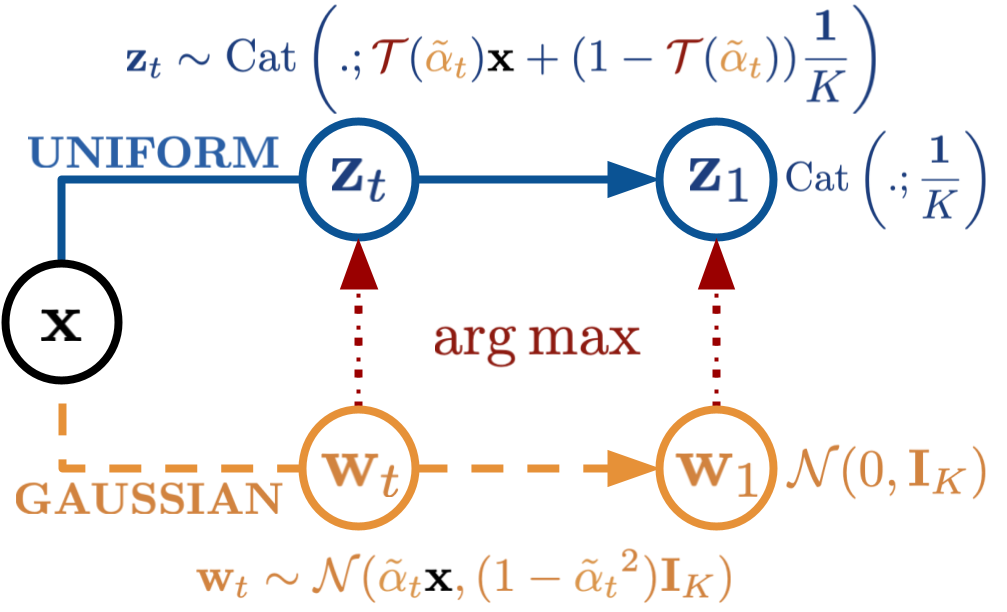 z_t ∼ Cat (.; 𝒯(α̃_t)x + (1 − 𝒯(α̃_t)) 1/K)
UNIFORM
z_t
z_1
Cat (.; 1/K)
x
arg max
w_t
w_1
𝒩(0, I_K)
GAUSSIAN
w_t ∼ 𝒩(α̃_t x, (1 − α̃_t²)I_K)